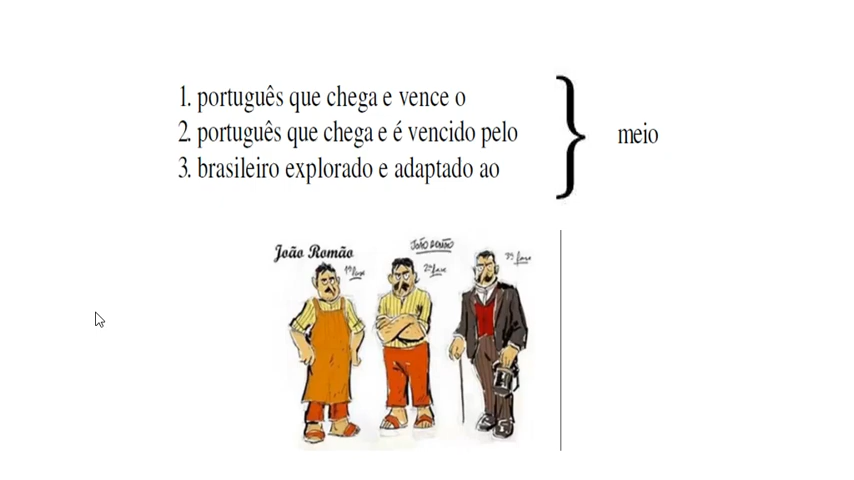 1. português que chega e vence o
2. português que chega e é vencido pelo
3. brasileiro explorado e adaptado ao
meio
João Romão
1ª fase
João Romão
2ª fase
3ª fase